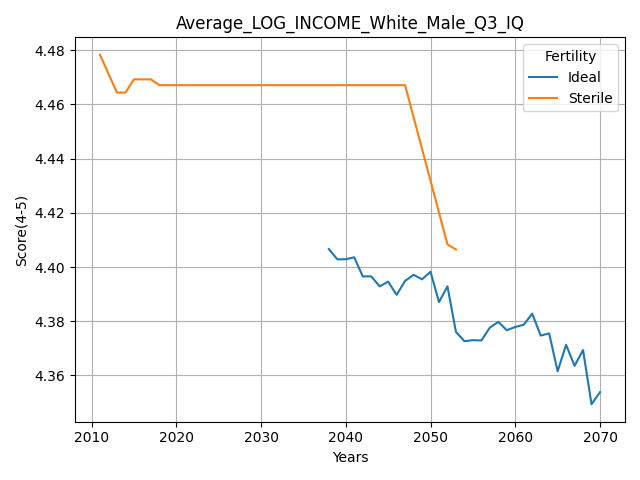 Average_LOG_INCOME_White_Male_Q3_IQ
Score(4-5)
4.48
4.46
4.44
4.42
4.40
4.38
4.36
Fertility
Ideal
Sterile
2010 2020 2030 2040 2050 2060 2070
Years